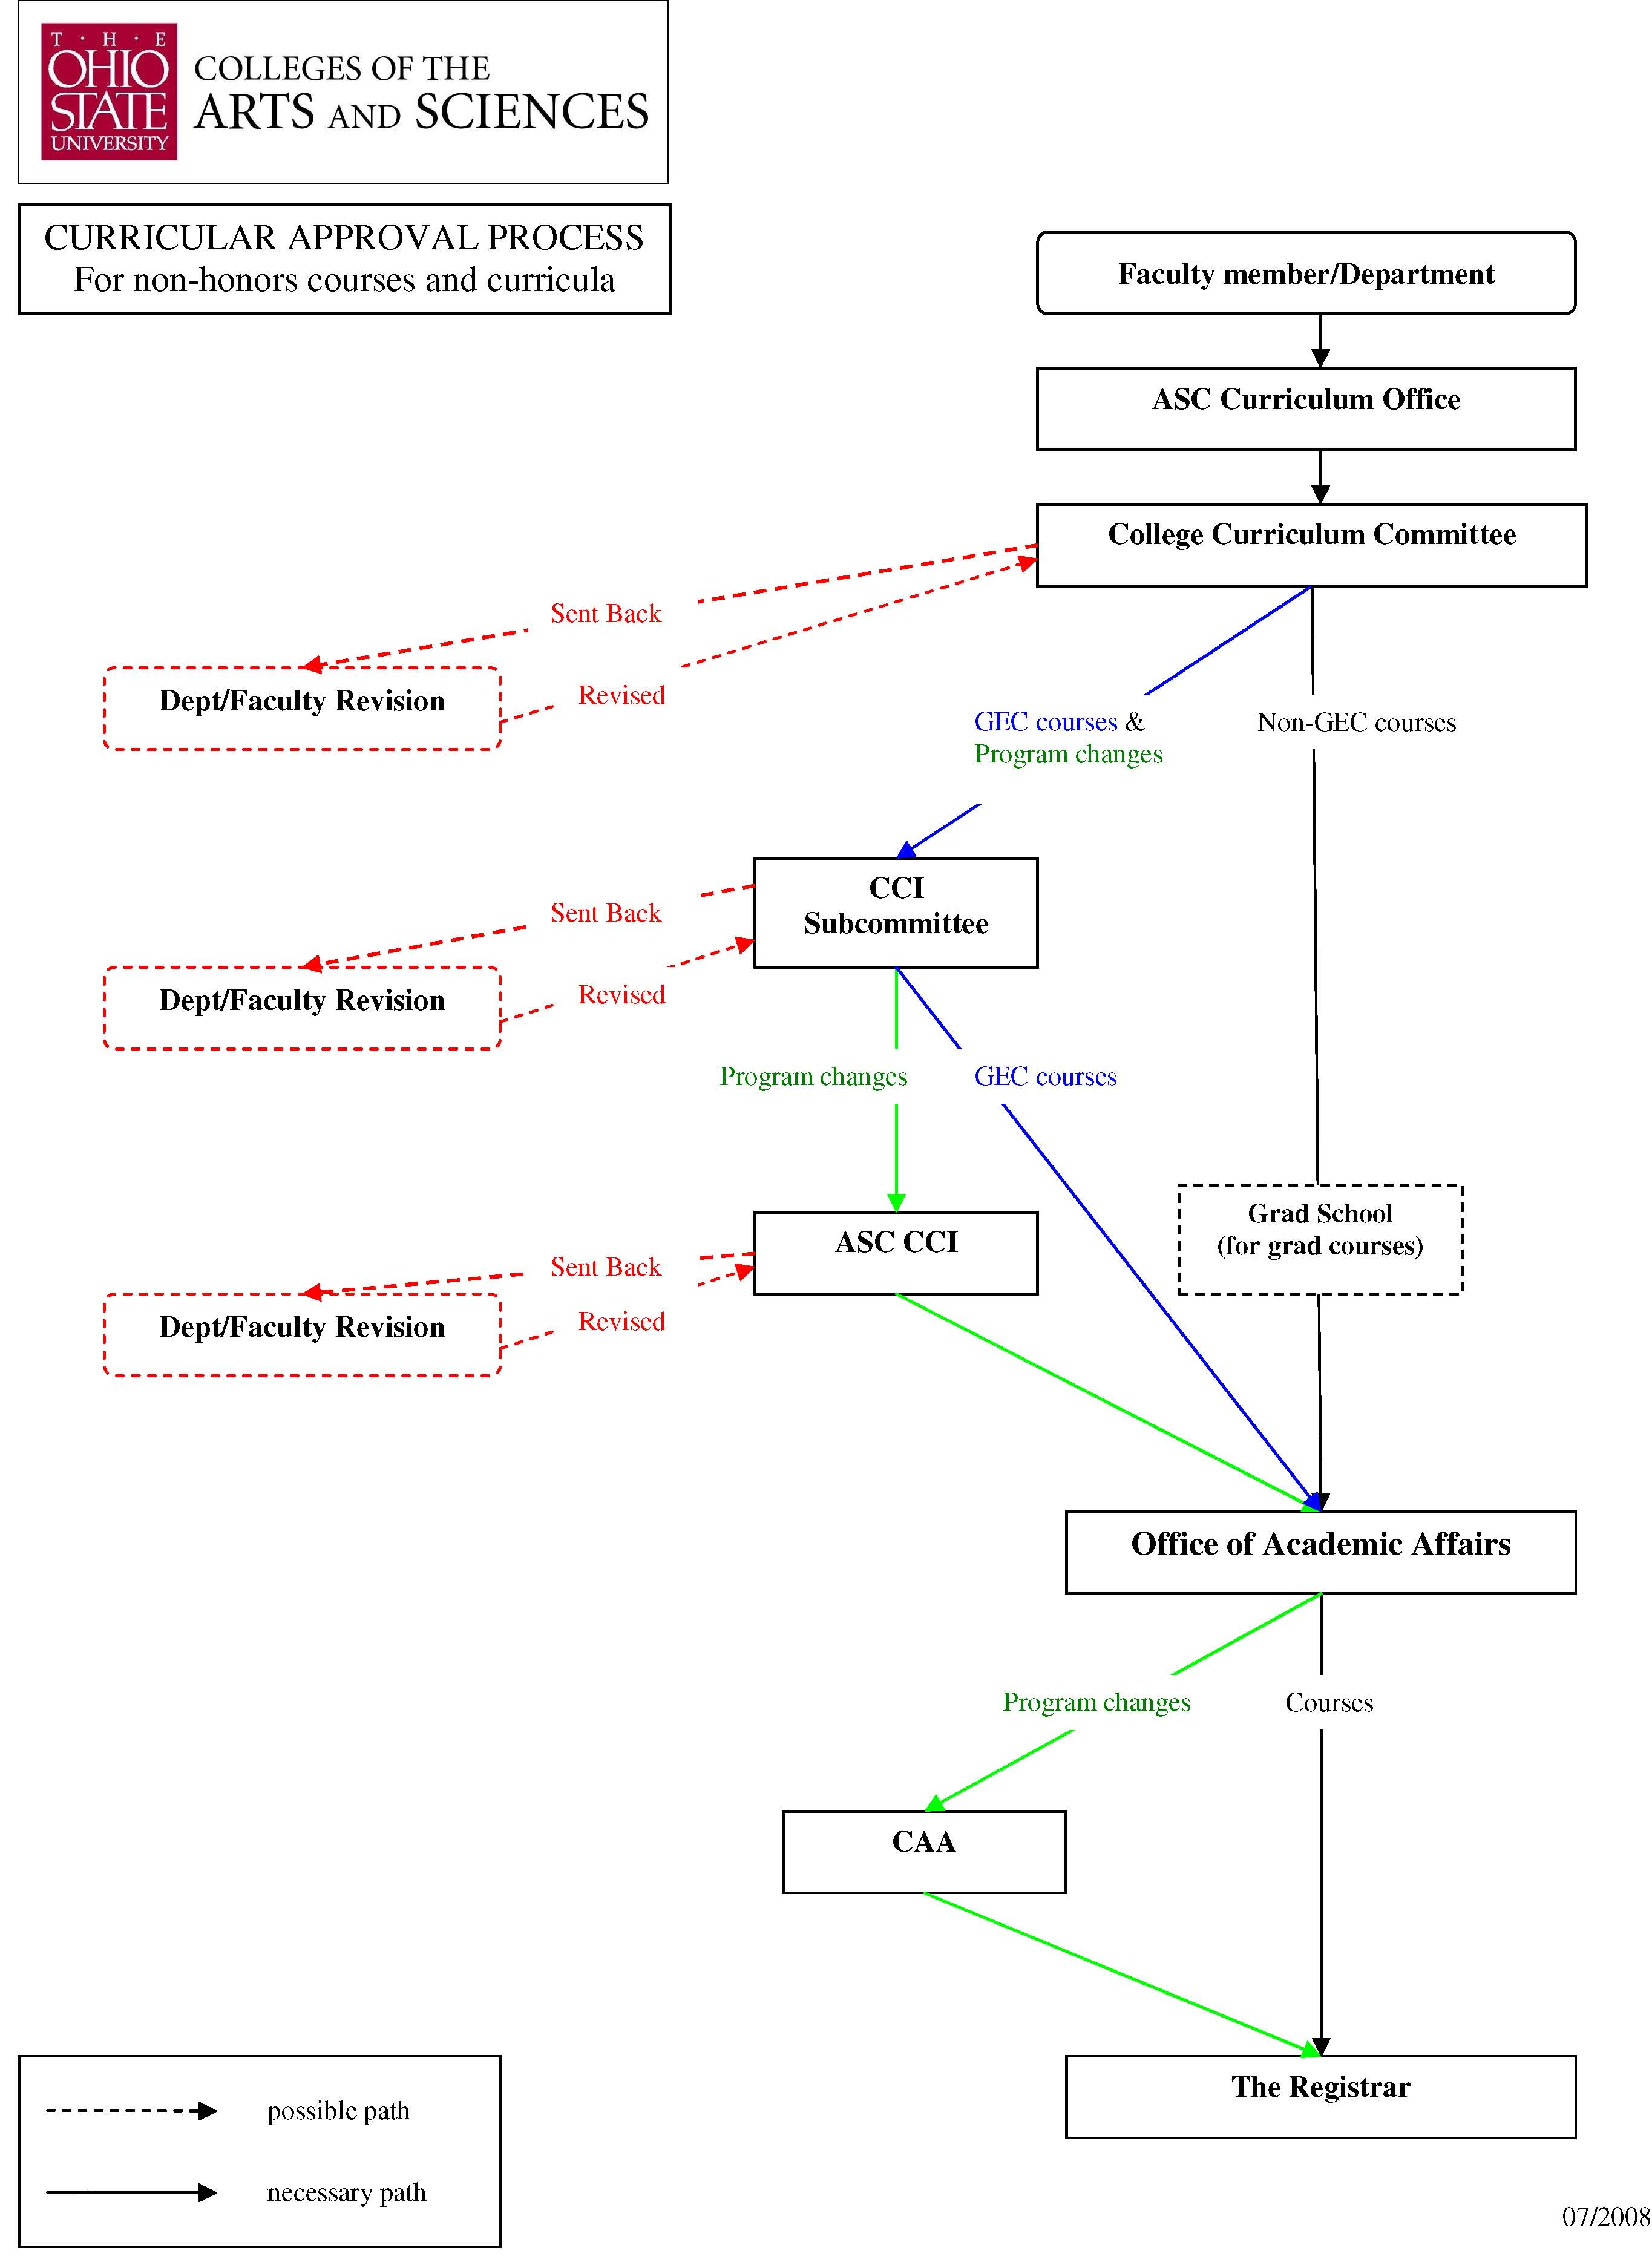 T · H · E
OHIO
STATE
UNIVERSITY
COLLEGES OF THE
ARTS AND SCIENCES
CURRICULAR APPROVAL PROCESS
For non-honors courses and curricula
Faculty member/Department
ASC Curriculum Office
College Curriculum Committee
Sent Back
Dept/Faculty Revision
Revised
GEC courses &
Program changes
Non-GEC courses
CCI
Subcommittee
Sent Back
Dept/Faculty Revision
Revised
Program changes
GEC courses
Grad School
(for grad courses)
ASC CCI
Sent Back
Dept/Faculty Revision
Revised
Office of Academic Affairs
Program changes
Courses
CAA
The Registrar
possible path
necessary path
07/2008